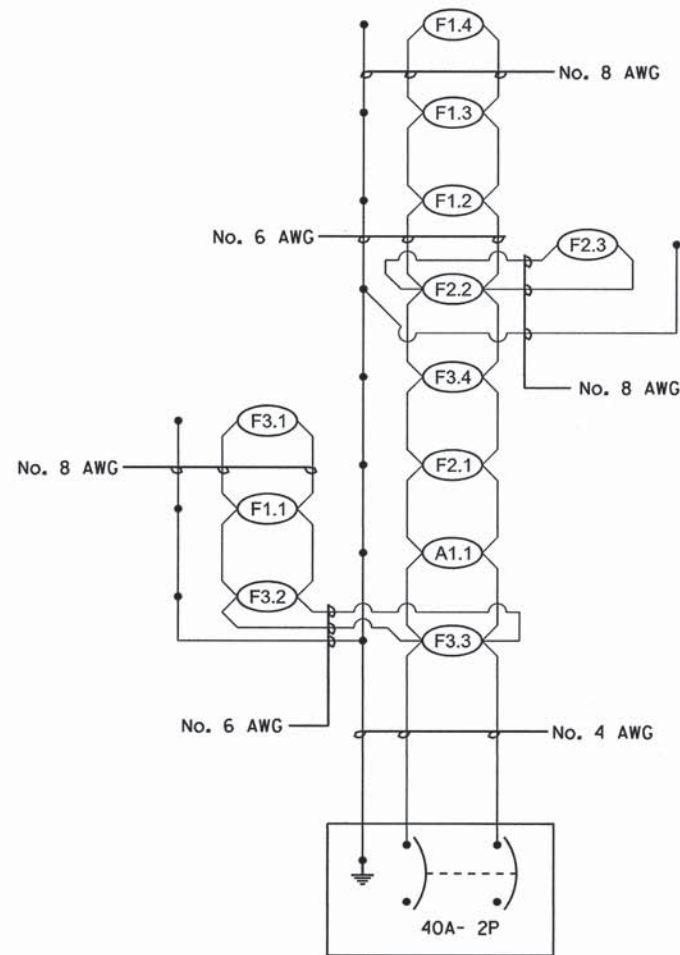 F1.4
No. 8 AWG
F1.3
F1.2
No. 6 AWG
F2.3
F2.2
F3.4
No. 8 AWG
F3.1
F2.1
No. 8 AWG
F1.1
A1.1
F3.2
F3.3
No. 6 AWG
No. 4 AWG
40A- 2P